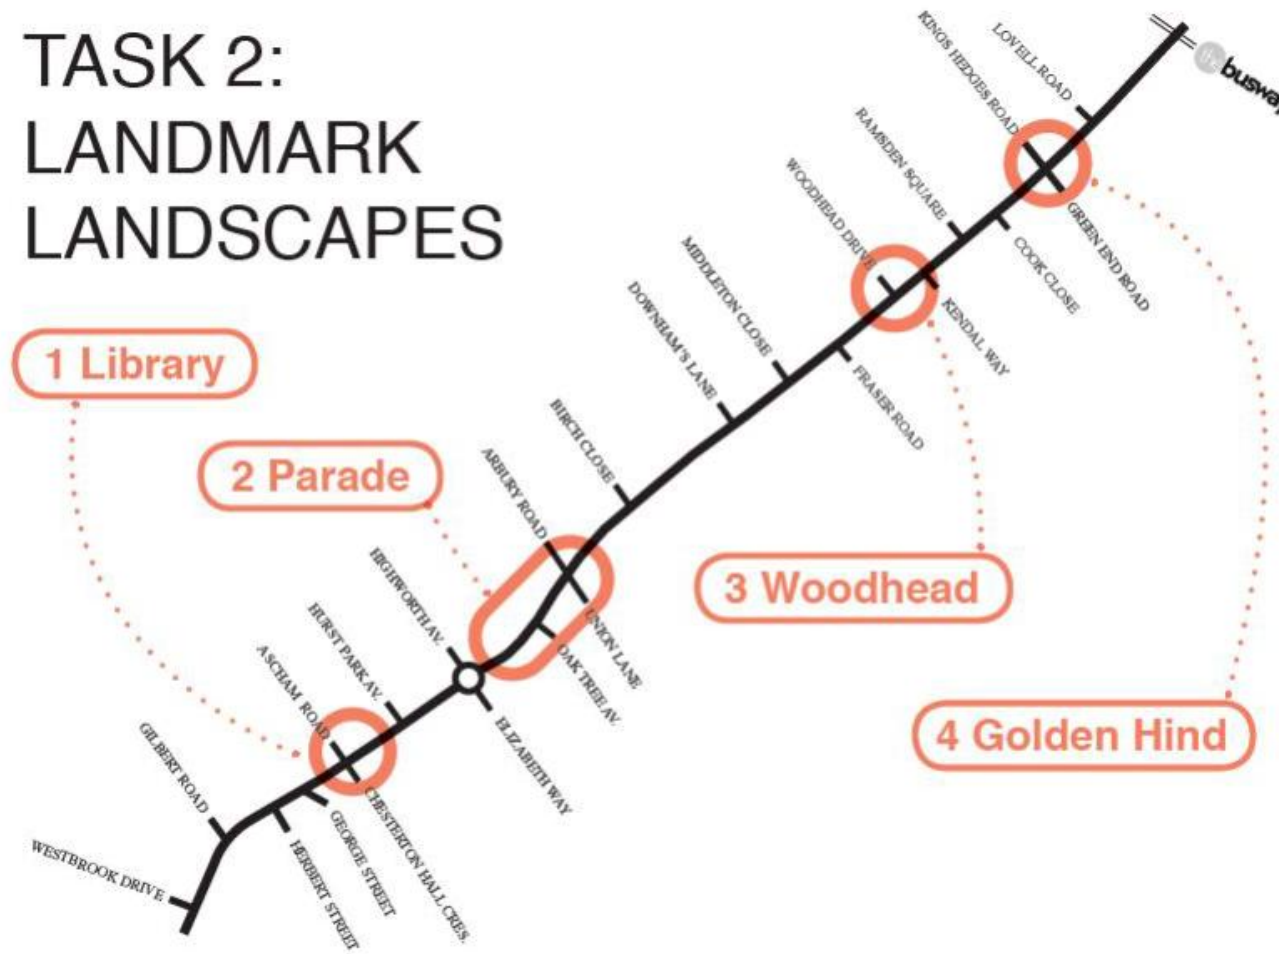 TASK 2:
LANDMARK
LANDSCAPES
KINGS HEDGES ROAD
LOVELL ROAD
the busway
RAMSDEN SQUARE
WOODHEAD DRIVE
GREEN END ROAD
COOK CLOSE
MIDDLETON CLOSE
KENDAL WAY
DOWNHAM'S LANE
1 Library
FRASER ROAD
BIRCH CLOSE
2 Parade
ARBURY ROAD
3 Woodhead
HIGHWORTH AV.
UNION LANE
HURST PARK AV.
OAK TREE AV.
ASCHAM ROAD
4 Golden Hind
GILBERT ROAD
ELIZABETH WAY
CHESTERTON HALL CRES.
GEORGE STREET
HERBERT STREET
WESTBROOK DRIVE